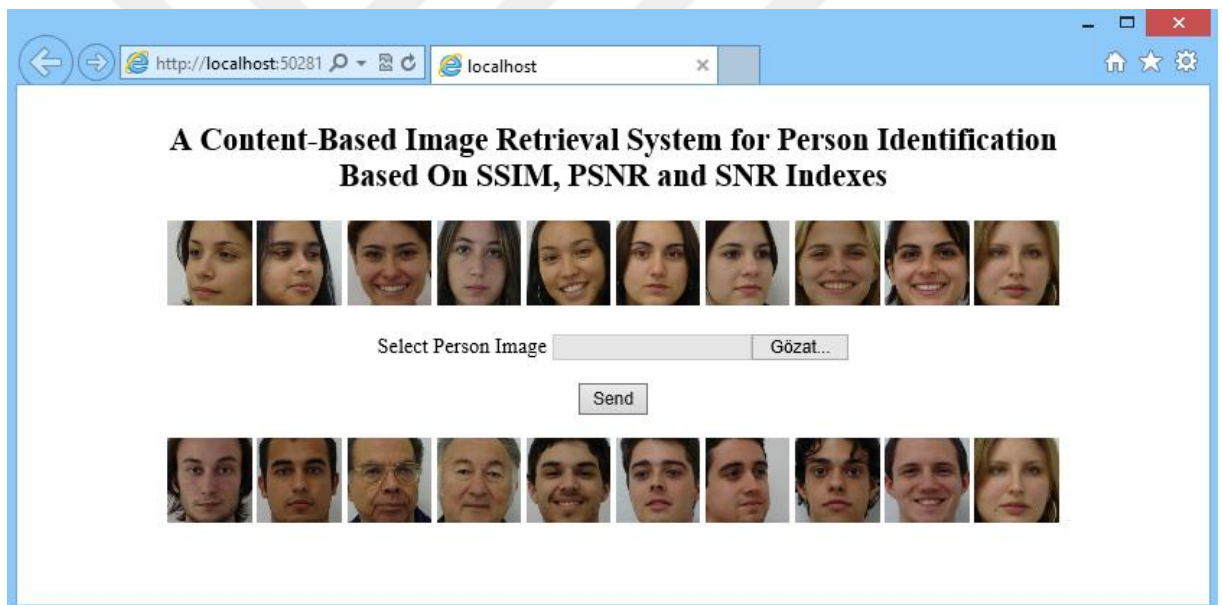 http://localhost:50281
localhost
A Content-Based Image Retrieval System for Person Identification
Based On SSIM, PSNR and SNR Indexes
Select Person Image
Gözat...
Send